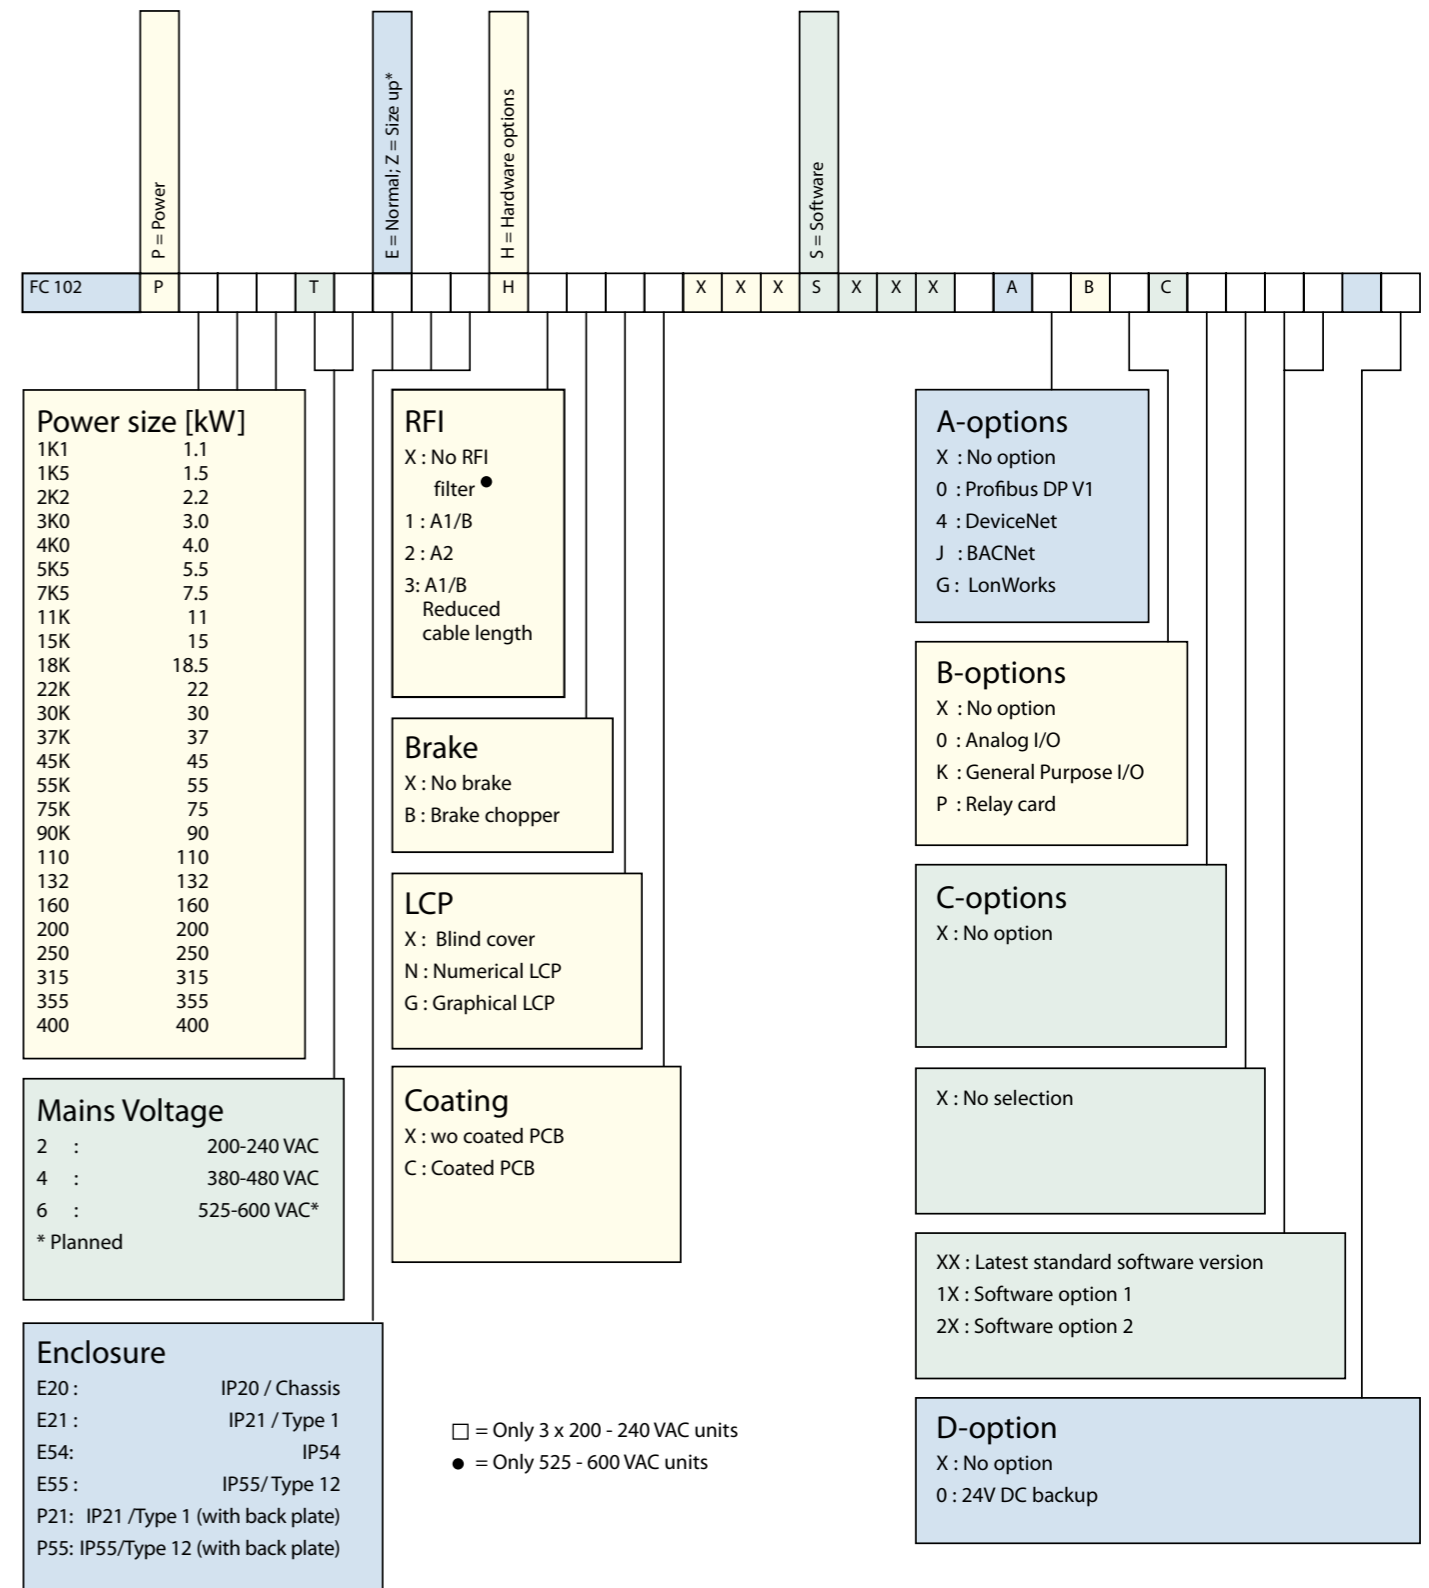 P = Power
E = Normal; Z = Size up*
H = Hardware options
S = Software
FC 102 P T H X X X S X X X A B C
Power size [kW]
1K1 1.1
1K5 1.5
2K2 2.2
3K0 3.0
4K0 4.0
5K5 5.5
7K5 7.5
11K 11
15K 15
18K 18.5
22K 22
30K 30
37K 37
45K 45
55K 55
75K 75
90K 90
110 110
132 132
160 160
200 200
250 250
315 315
355 355
400 400
Mains Voltage
2 : 200-240 VAC
4 : 380-480 VAC
6 : 525-600 VAC*
* Planned
Enclosure
E20 : IP20 / Chassis
E21 : IP21 / Type 1
E54: IP54
E55 : IP55/ Type 12
P21: IP21 /Type 1 (with back plate)
P55: IP55/Type 12 (with back plate)
RFI
X : No RFI
filter ●
1 : A1/B
2 : A2
3: A1/B
Reduced
cable length
Brake
X : No brake
B : Brake chopper
LCP
X : Blind cover
N : Numerical LCP
G : Graphical LCP
Coating
X : wo coated PCB
C : Coated PCB
□ = Only 3 x 200 - 240 VAC units
● = Only 525 - 600 VAC units
A-options
X : No option
0 : Profibus DP V1
4 : DeviceNet
J : BACNet
G : LonWorks
B-options
X : No option
0 : Analog I/O
K : General Purpose I/O
P : Relay card
C-options
X : No option
X : No selection
XX : Latest standard software version
1X : Software option 1
2X : Software option 2
D-option
X : No option
0 : 24V DC backup